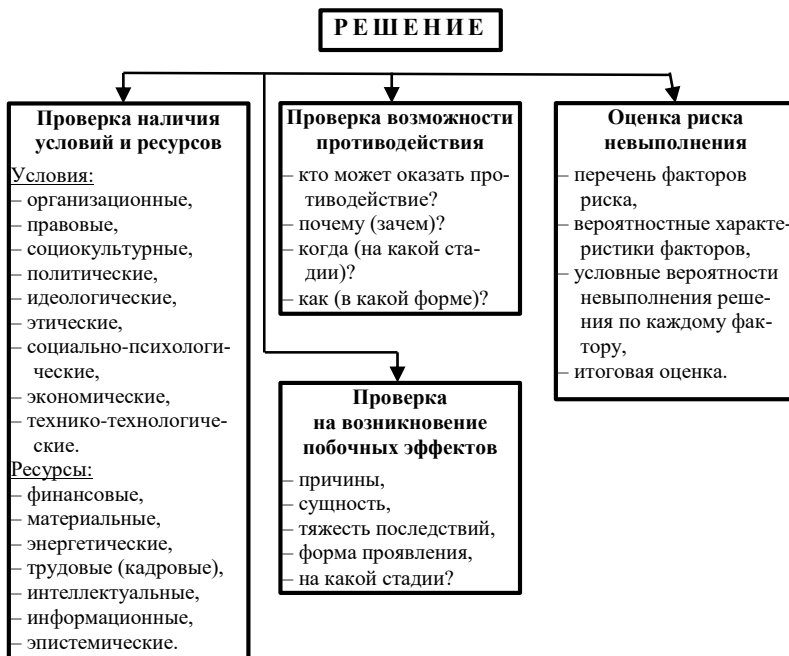 РЕШЕНИЕ
Проверка наличия
условий и ресурсов
Условия:
– организационные,
– правовые,
– социокультурные,
– политические,
– идеологические,
– этические,
– социально-психологи-
ческие,
– экономические,
– технико-технологиче-
ские.
Ресурсы:
– финансовые,
– материальные,
– энергетические,
– трудовые (кадровые),
– интеллектуальные,
– информационные,
– эпистемические.
Проверка возможности
противодействия
– кто может оказать про-
тиводействие?
– почему (зачем)?
– когда (на какой ста-
дии)?
– как (в какой форме)?
Проверка
на возникновение
побочных эффектов
– причины,
– сущность,
– тяжесть последствий,
– форма проявления,
– на какой стадии?
Оценка риска
невыполнения
– перечень факторов
риска,
– вероятностные характе-
ристики факторов,
– условные вероятности
невыполнения реше-
ния по каждому фак-
тору,
– итоговая оценка.